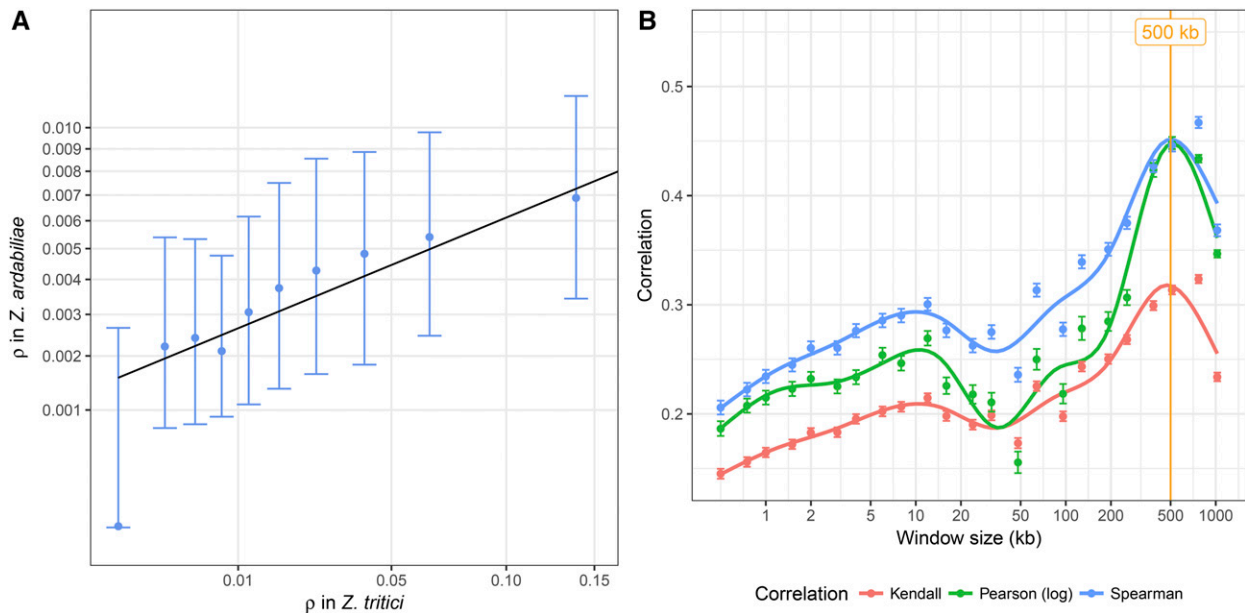 A
0.010
0.009
0.008
0.007
0.006
0.005
0.004
0.003
0.002
0.001
ρ in Z. ardabiliae
0.01
0.05
0.10
0.15
ρ in Z. tritici
B
500 kb
0.5
0.4
0.3
0.2
Correlation
1
2
5
10
20
50
100
200
500
1000
Window size (kb)
Correlation
Kendall
Pearson (log)
Spearman